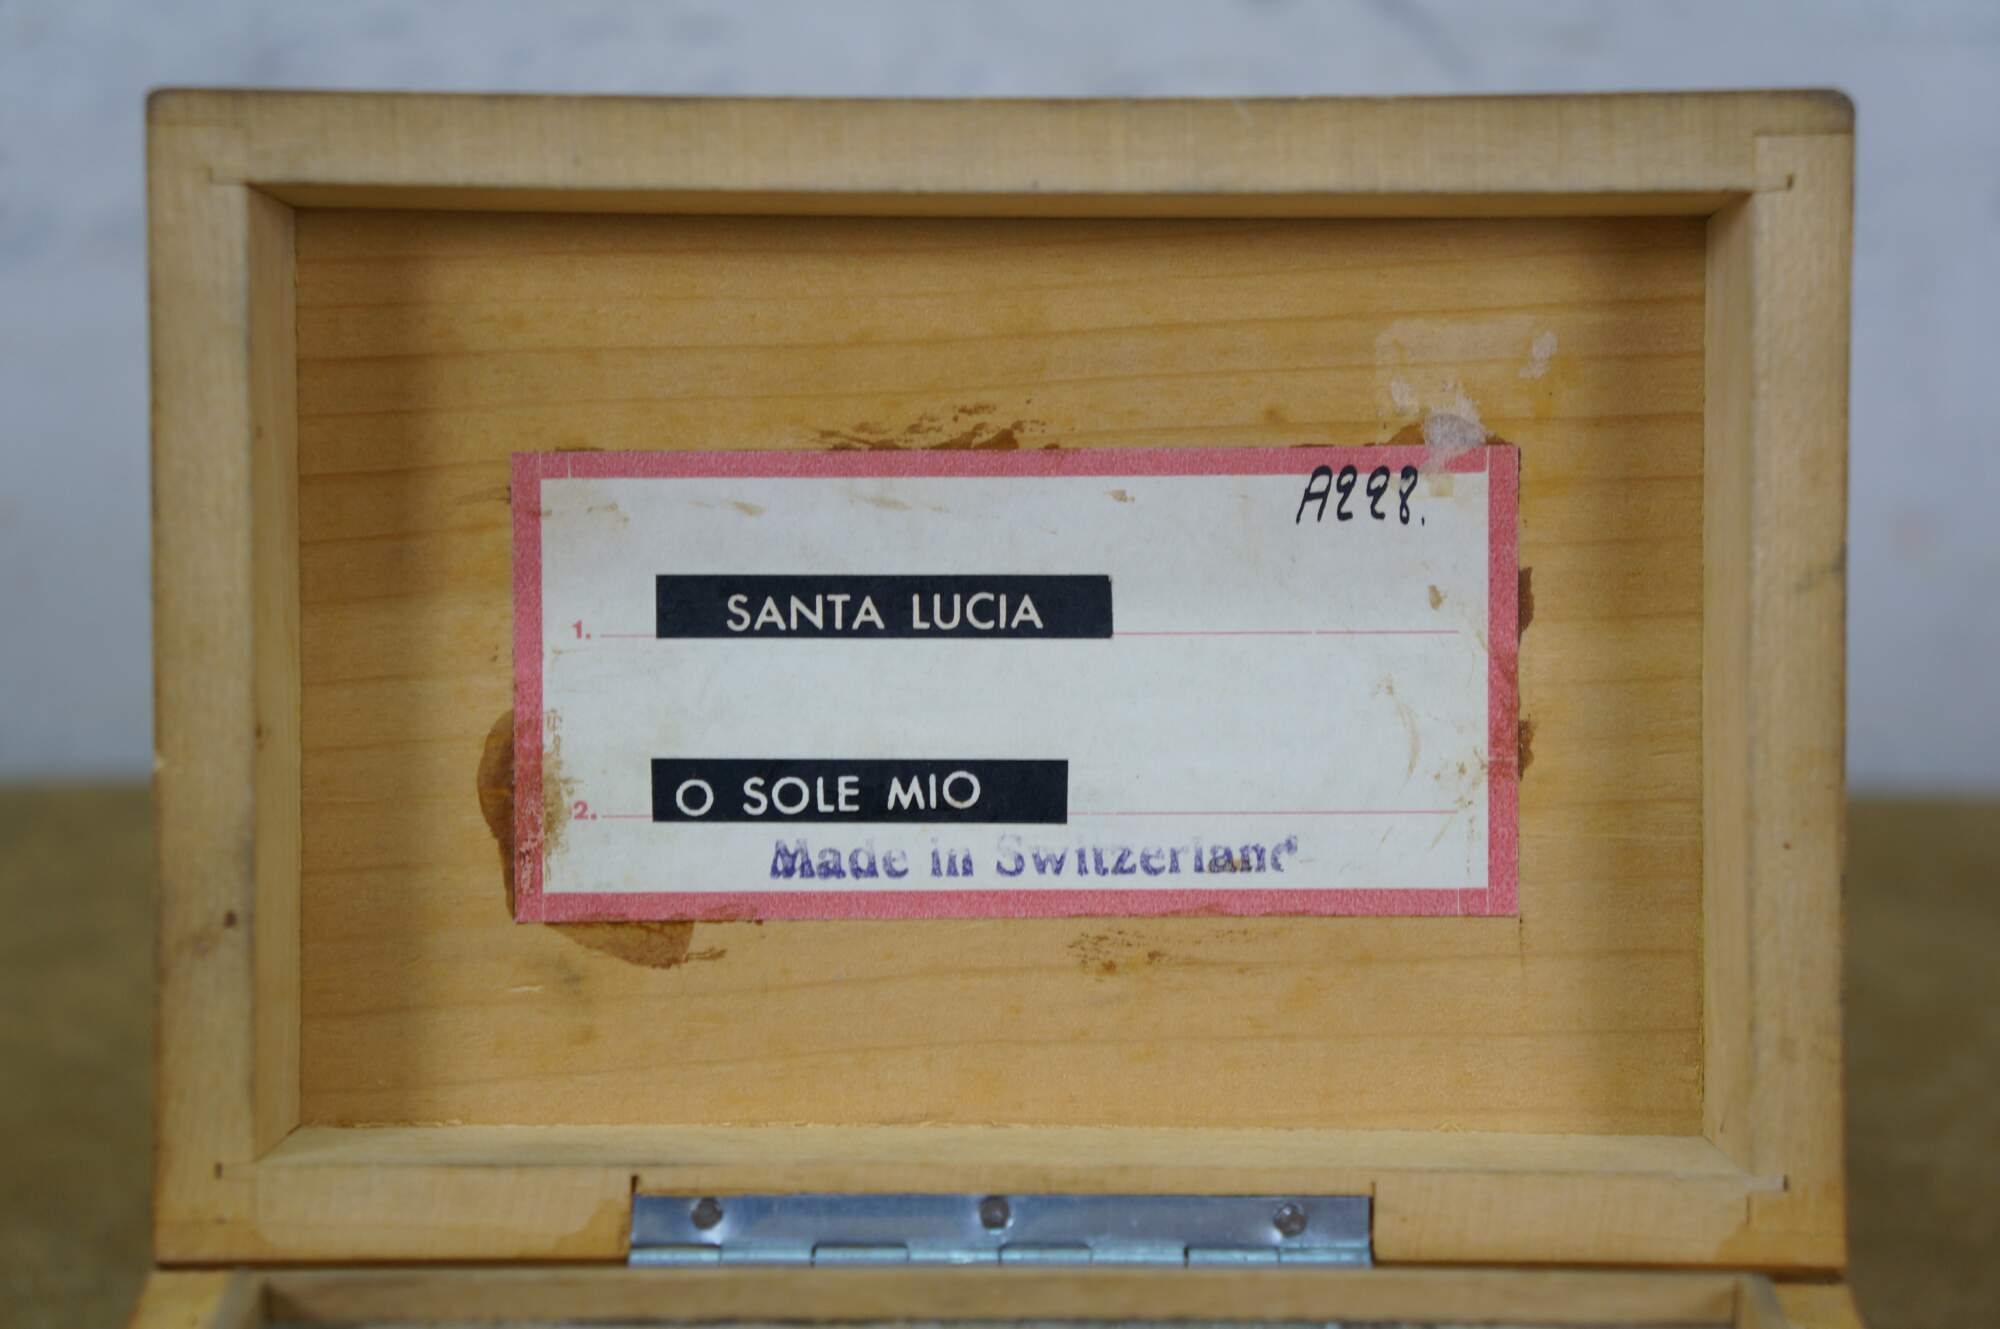 A228.
1. SANTA LUCIA
2. O SOLE MIO
Made in Switzerland